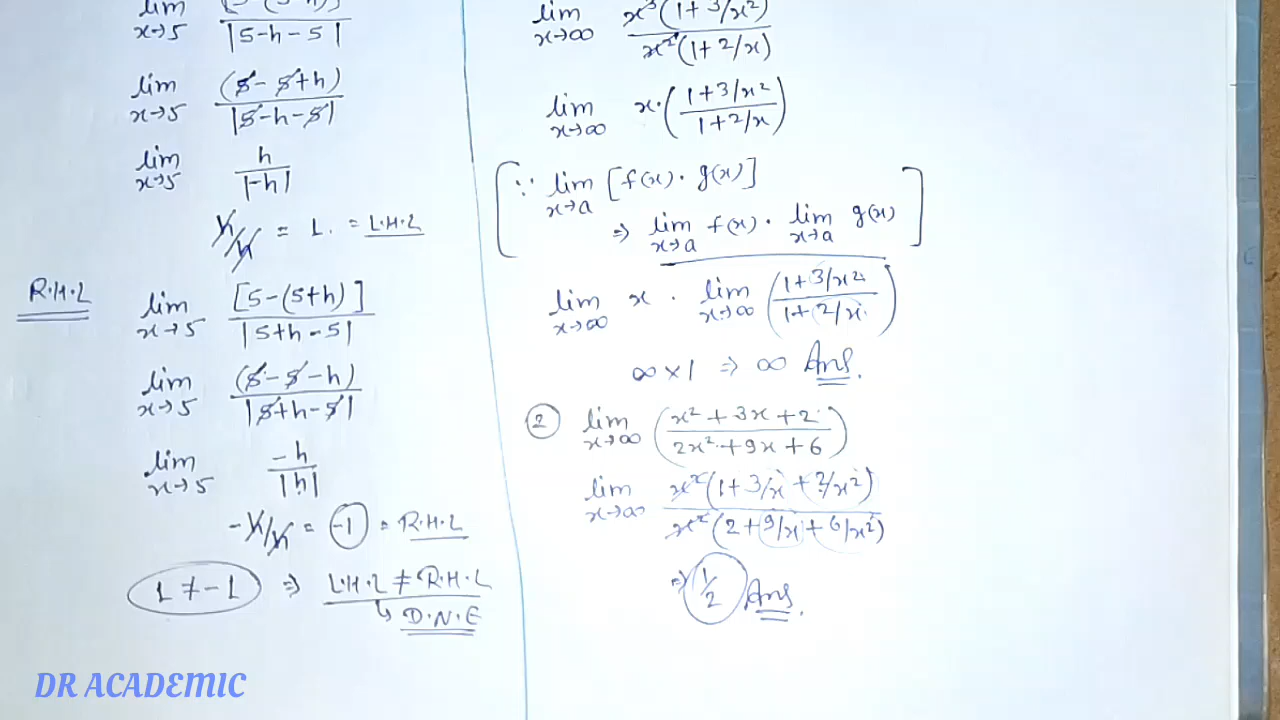 lim x→5 [5-(5-h)] / |5-h-5|
lim x→5 (5-5+h) / |5-h-5|
lim x→5 h / |-h|
h/h = 1. = L.H.L
R.H.L lim x→5 [5-(5+h)] / |5+h-5|
lim x→5 (5-5-h) / |5+h-5|
lim x→5 -h / |h|
-h/h = -1 = R.H.L
1 ≠ -1 ⇒ L.H.L ≠ R.H.L
↳ D.N.E
lim x→∞ x³(1+3/x²) / x²(1+2/x)
lim x→∞ x·(1+3/x² / 1+2/x)
[∵ lim x→a [f(x)·g(x)]
⇒ lim x→a f(x)· lim x→a g(x)]
lim x→∞ x · lim x→∞ (1+3/x² / 1+2/x)
∞×1 ⇒ ∞ Ans.
② lim x→∞ (x²+3x+2 / 2x²+9x+6)
lim x→∞ x²(1+3/x+2/x²) / x²(2+9/x+6/x²)
⇒ 1/2 Ans.
DR ACADEMIC